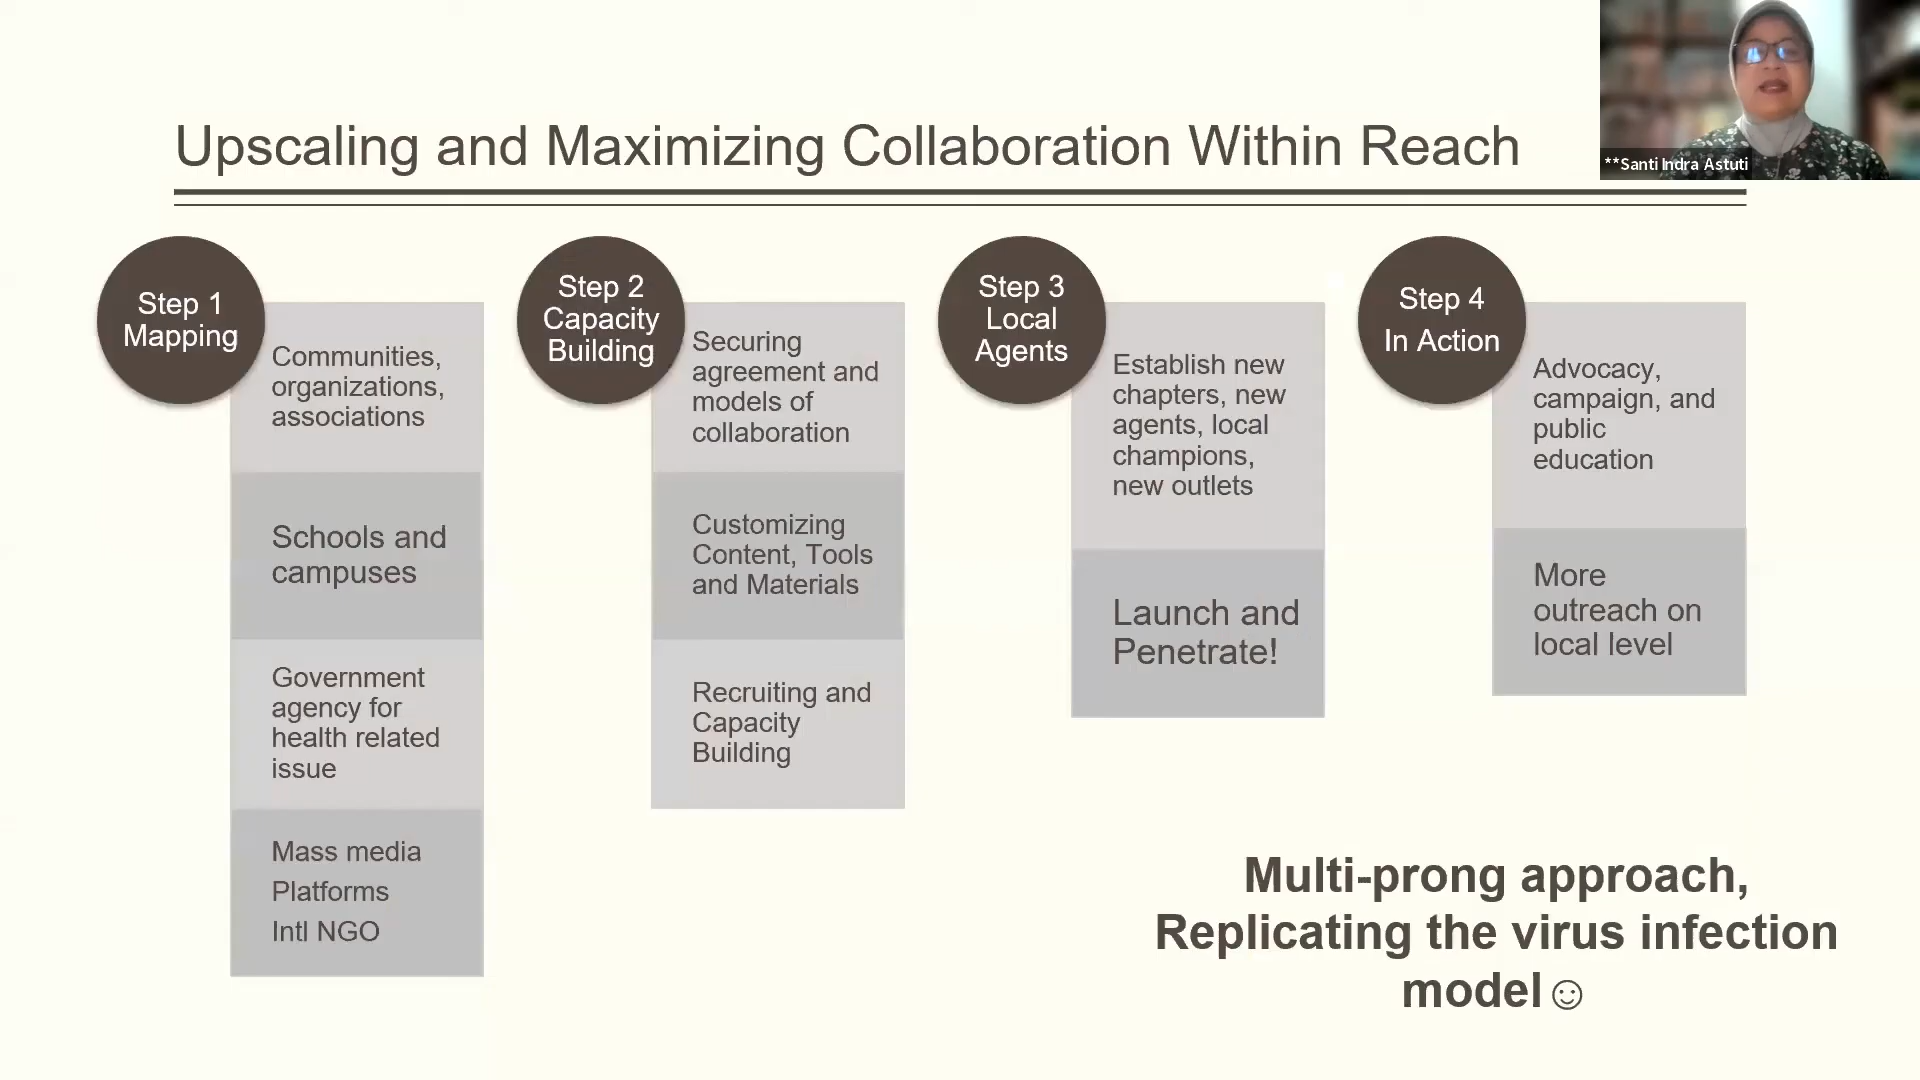 Upscaling and Maximizing Collaboration Within Reach
**Santi Indra Astuti
Step 1
Mapping
Communities,
organizations,
associations
Schools and
campuses
Government
agency for
health related
issue
Mass media
Platforms
Intl NGO
Step 2
Capacity
Building
Securing
agreement and
models of
collaboration
Customizing
Content, Tools
and Materials
Recruiting and
Capacity
Building
Step 3
Local
Agents
Establish new
chapters, new
agents, local
champions,
new outlets
Launch and
Penetrate!
Step 4
In Action
Advocacy,
campaign, and
public
education
More
outreach on
local level
Multi-prong approach,
Replicating the virus infection
model☺